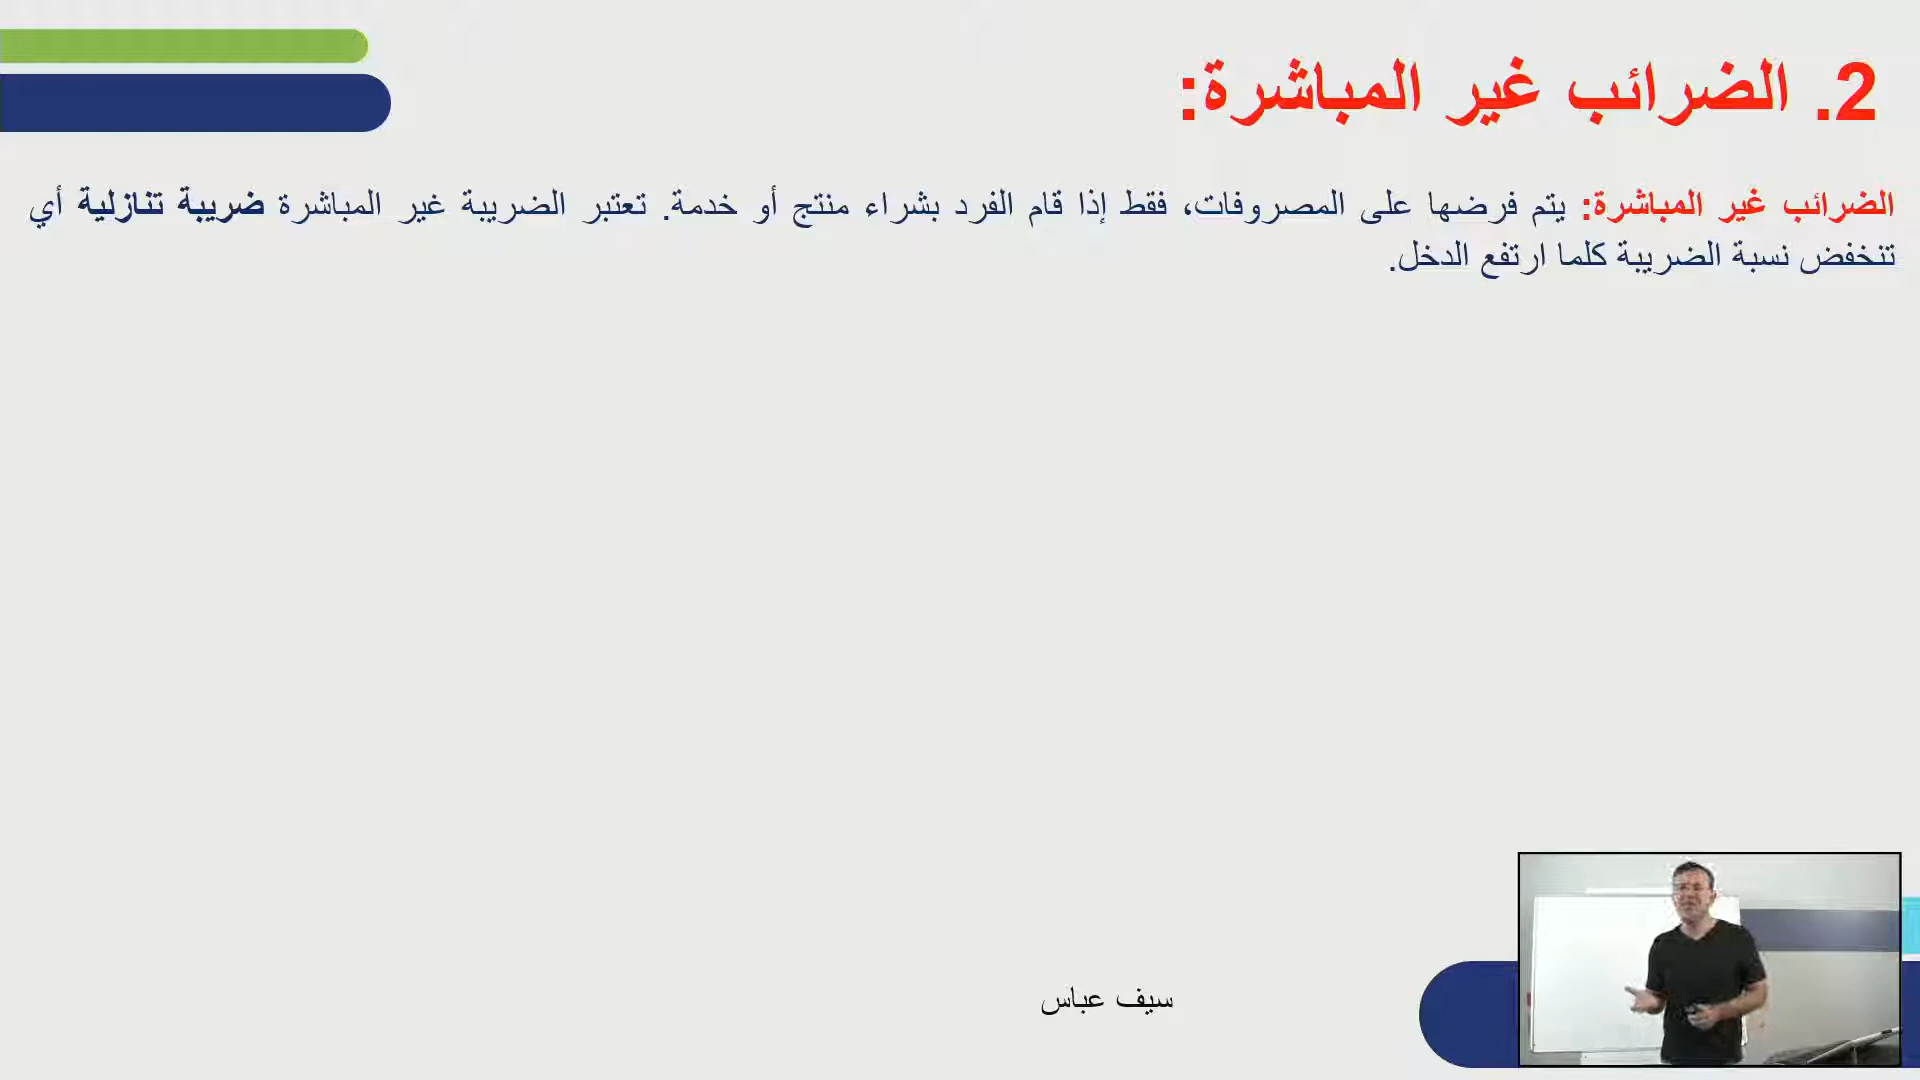 2. الضرائب غير المباشرة:
الضرائب غير المباشرة: يتم فرضها على المصروفات، فقط إذا قام الفرد بشراء منتج أو خدمة. تعتبر الضريبة غير المباشرة ضريبة تنازلية أي
تنخفض نسبة الضريبة كلما ارتفع الدخل.
سيف عباس